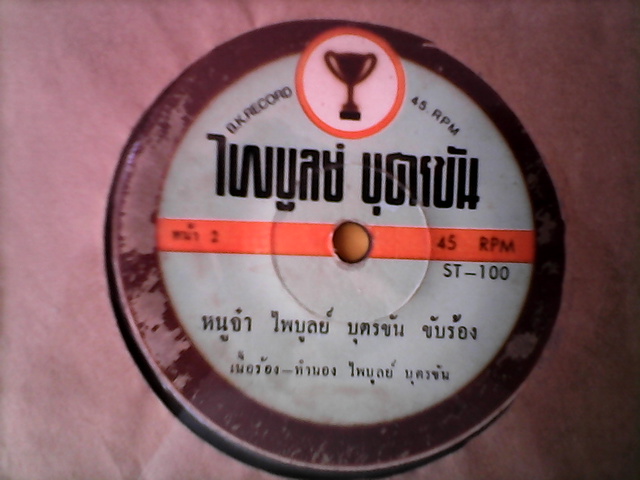 B.K.RECORD 45 RPM
ไพบูลย์ บุตรขัน
หน้า 2 45 RPM
ST-100
หนูจ๋า ไพบูลย์ บุตรขัน ขับร้อง
เนื้อร้อง-ทำนอง ไพบูลย์ บุตรขัน